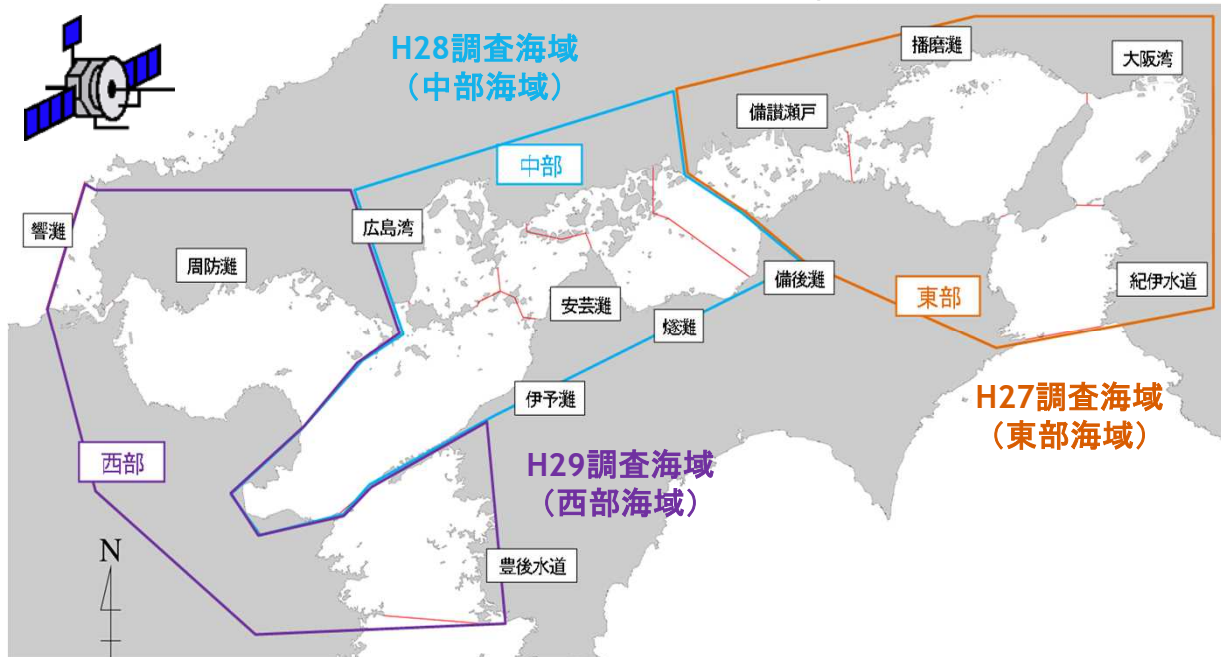 H28調査海域
（中部海域）
播磨灘
大阪湾
備讃瀬戸
中部
響灘
広島湾
周防灘
備後灘
紀伊水道
東部
安芸灘
燧灘
伊予灘
H27調査海域
（東部海域）
西部
H29調査海域
（西部海域）
N
豊後水道